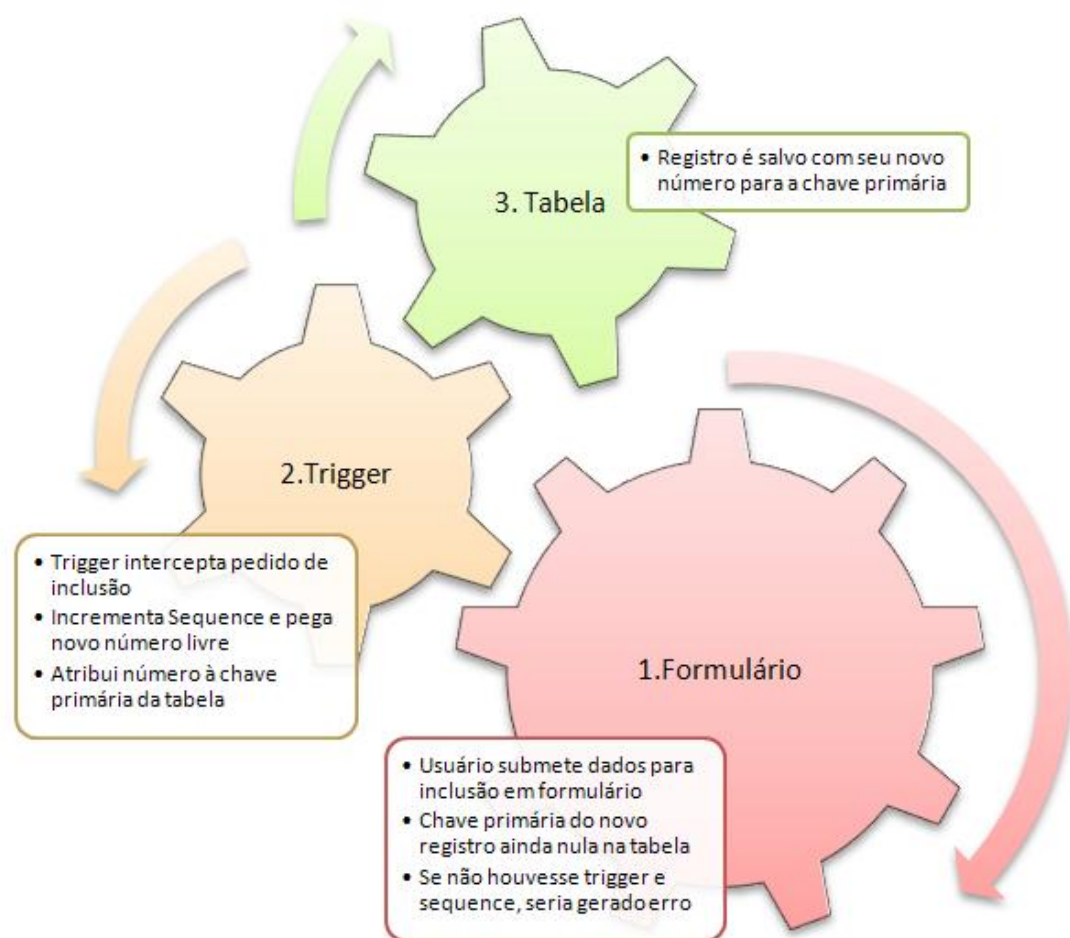 3. Tabela
• Registro é salvo com seu novo
número para a chave primária
2.Trigger
• Trigger intercepta pedido de
inclusão
• Incrementa Sequence e pega
novo número livre
• Atribui número à chave
primária da tabela
1.Formulário
• Usuário submete dados para
inclusão em formulário
• Chave primária do novo
registro ainda nula na tabela
• Se não houvesse trigger e
sequence, seria gerado erro